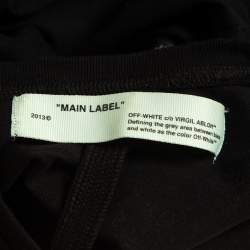 "MAIN LABEL"
2013©
OFF-WHITE c/o VIRGIL ABLOH™
Defining the grey area between black
and white as the color Off-White™